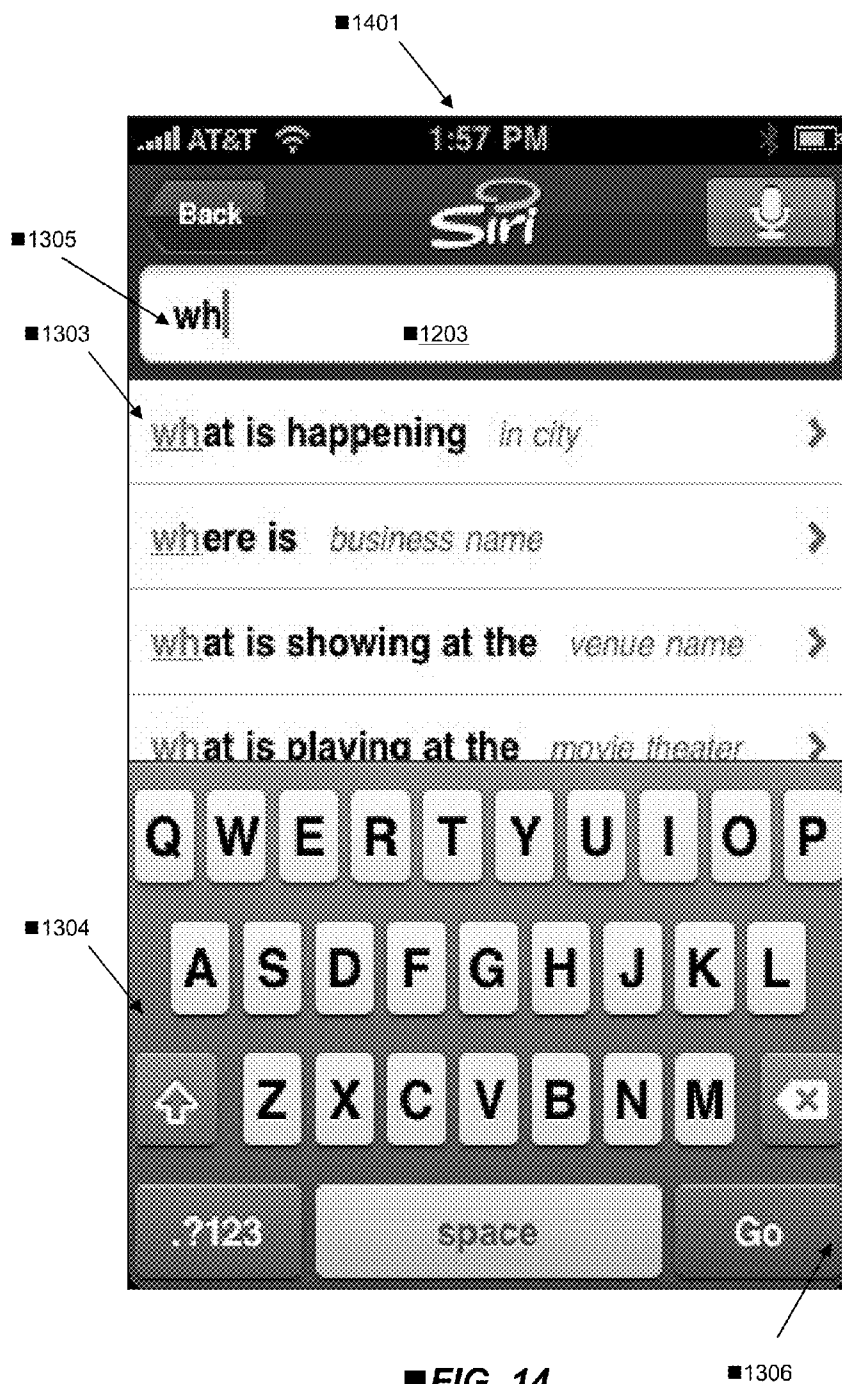 ■1401
AT&T 1:57 PM
Back Siri
■1305
wh
■1303
■1203
what is happening in city
where is business name
what is showing at the venue name
what is playing at the movie theater
Q W E R T Y U I O P
■1304
A S D F G H J K L
Z X C V B N M
.?123 space Go
■FIG. 14
■1306